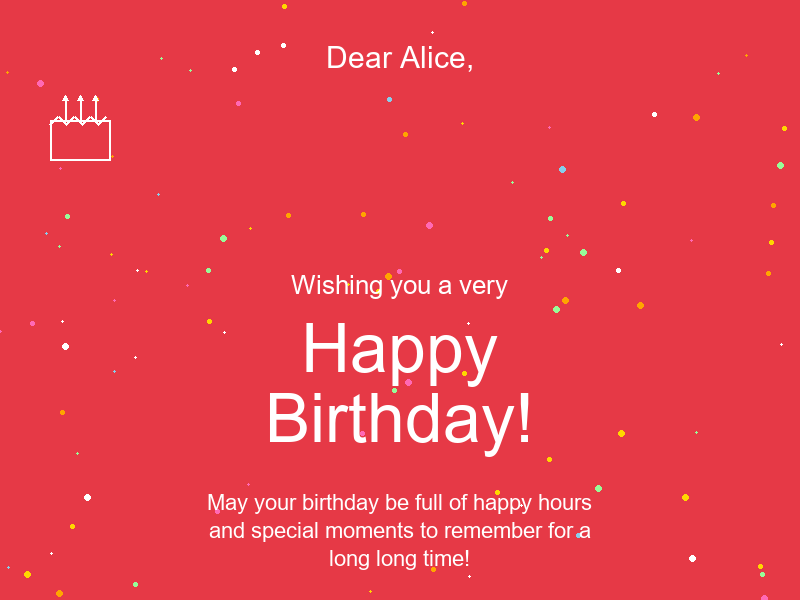 Dear Alice,
Wishing you a very
Happy
Birthday!
May your birthday be full of happy hours
and special moments to remember for a
long long time!